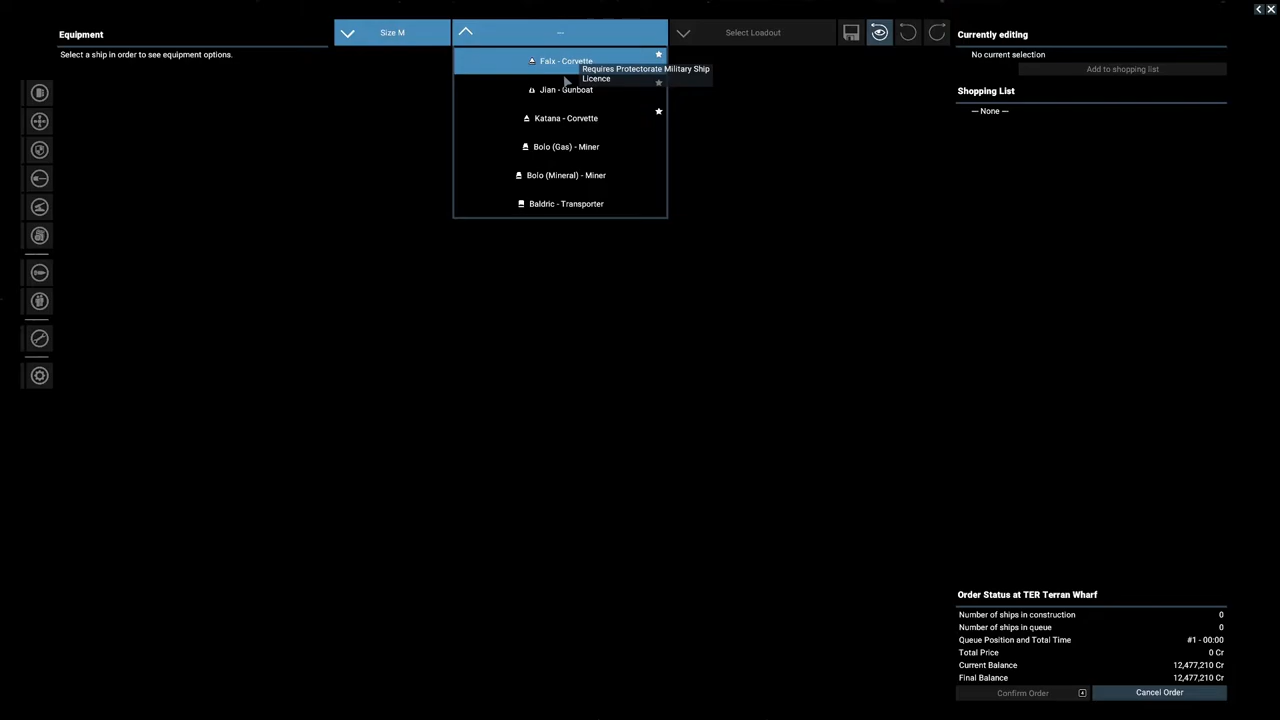 Equipment
Select a ship in order to see equipment options.
Size M
---
Select Loadout
Falx - Corvette
Requires Protectorate Military Ship
Licence
Jian - Gunboat
Katana - Corvette
Bolo (Gas) - Miner
Bolo (Mineral) - Miner
Baldric - Transporter
Currently editing
No current selection
Add to shopping list
Shopping List
--- None ---
Order Status at TER Terran Wharf
Number of ships in construction 0
Number of ships in queue 0
Queue Position and Total Time #1 - 00:00
Total Price 0 Cr
Current Balance 12,477,210 Cr
Final Balance 12,477,210 Cr
Confirm Order
Cancel Order